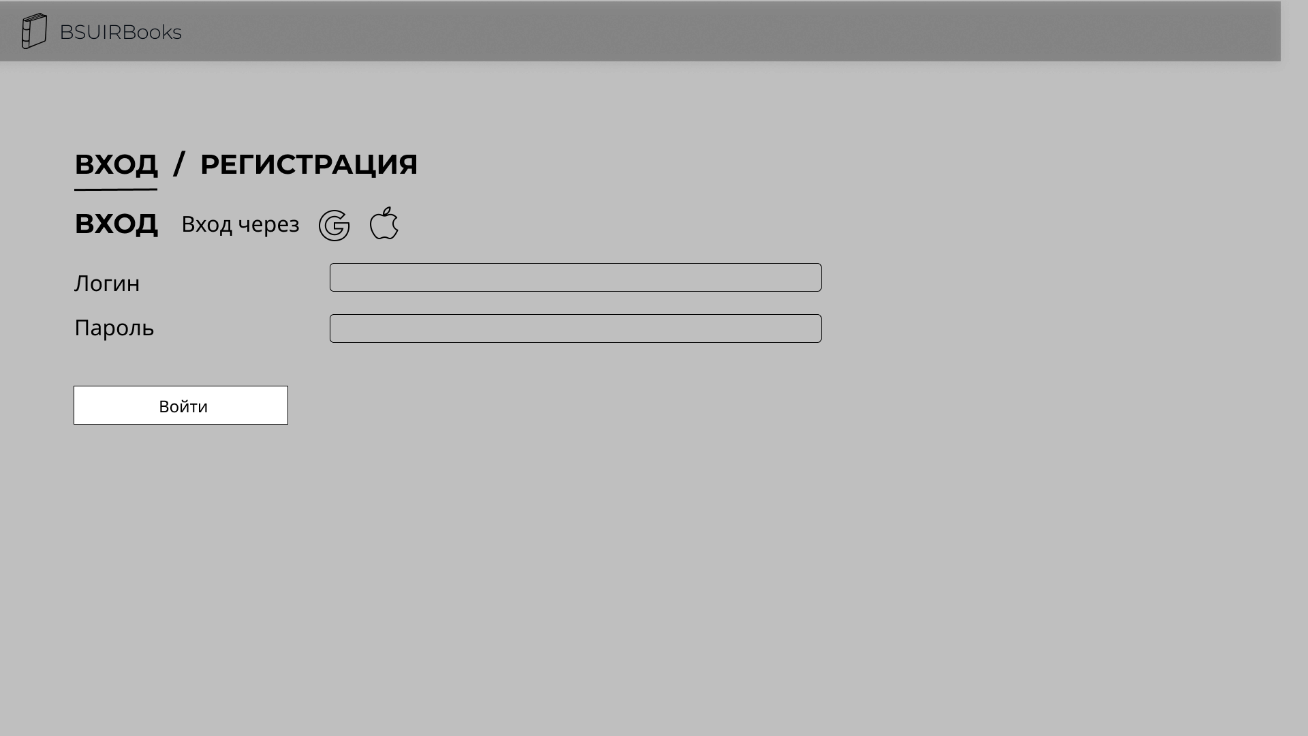 BSUIRBooks
ВХОД / РЕГИСТРАЦИЯ
ВХОД Вход через
Логин
Пароль
Войти